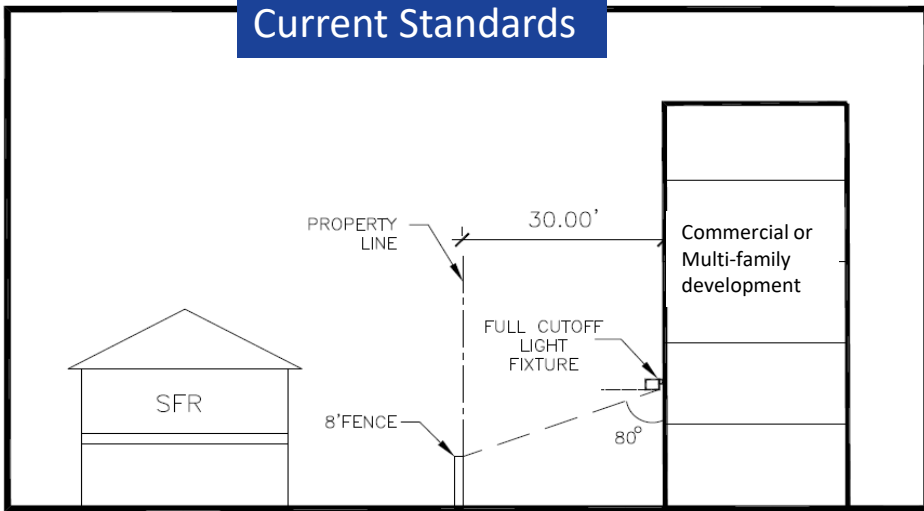 Current Standards
PROPERTY
LINE
30.00'
Commercial or
Multi-family
development
FULL CUTOFF
LIGHT
FIXTURE
SFR
8'FENCE
80°